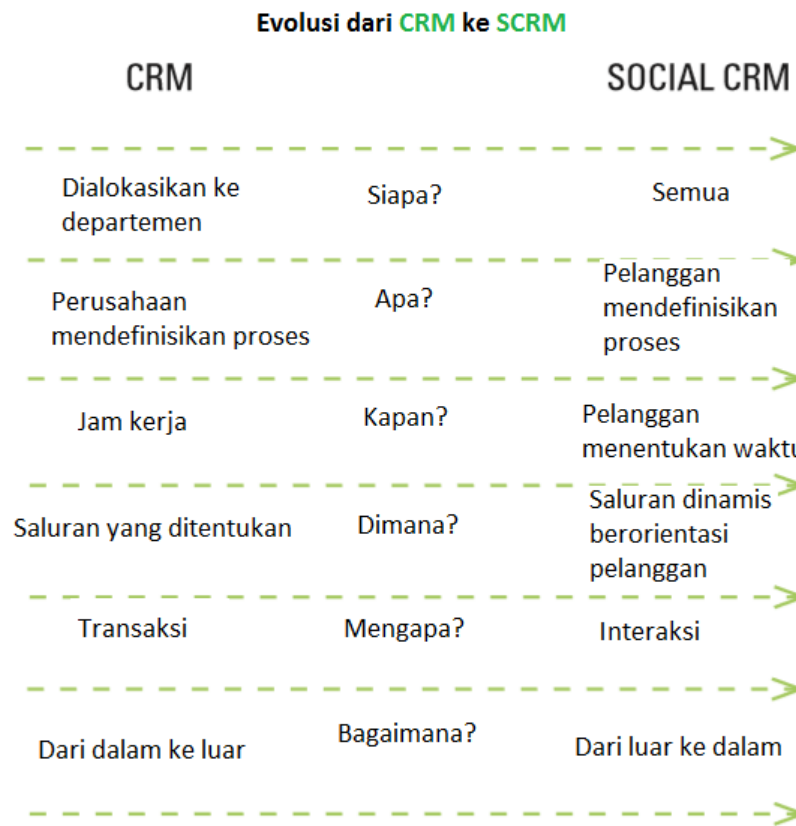 Evolusi dari CRM ke SCRM
CRM
SOCIAL CRM
Dialokasikan ke
departemen
Siapa?
Semua
Perusahaan
mendefinisikan proses
Apa?
Pelanggan
mendefinisikan
proses
Jam kerja
Kapan?
Pelanggan
menentukan waktu
Saluran yang ditentukan
Dimana?
Saluran dinamis
berorientasi
pelanggan
Transaksi
Mengapa?
Interaksi
Dari dalam ke luar
Bagaimana?
Dari luar ke dalam